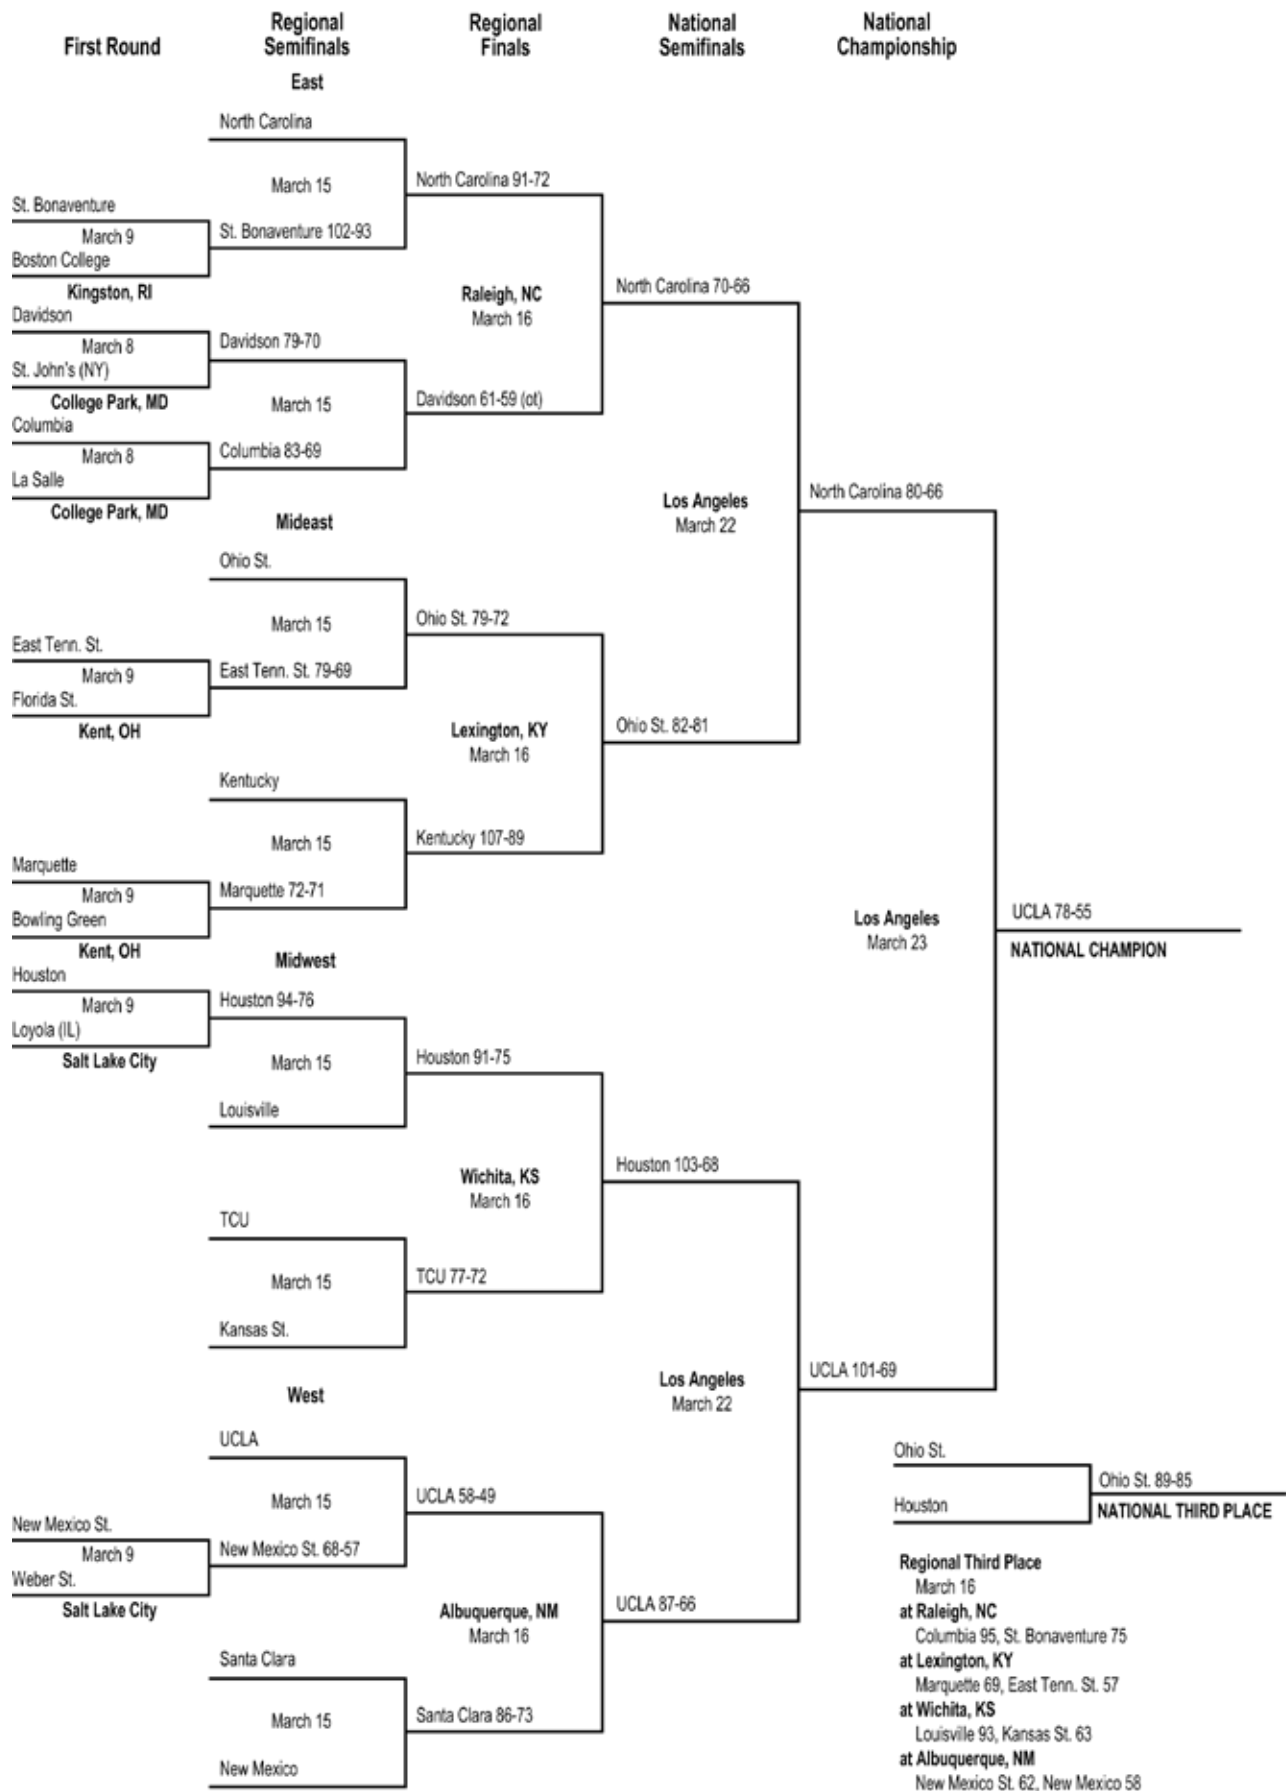 First Round
Regional
Semifinals
Regional
Finals
National
Semifinals
National
Championship
East
North Carolina
March 15
North Carolina 91-72
St. Bonaventure
March 9
St. Bonaventure 102-93
Boston College
Kingston, RI
Raleigh, NC
March 16
North Carolina 70-66
Davidson
March 8
Davidson 79-70
St. John's (NY)
College Park, MD
March 15
Davidson 61-59 (ot)
Columbia
March 8
Columbia 83-69
La Salle
College Park, MD
Los Angeles
March 22
North Carolina 80-66
Mideast
Ohio St.
March 15
Ohio St. 79-72
East Tenn. St.
March 9
East Tenn. St. 79-69
Florida St.
Kent, OH
Lexington, KY
March 16
Ohio St. 82-81
Kentucky
March 15
Kentucky 107-89
Marquette
March 9
Marquette 72-71
Bowling Green
Kent, OH
Los Angeles
March 23
UCLA 78-55
NATIONAL CHAMPION
Midwest
Houston
March 9
Houston 94-76
Loyola (IL)
Salt Lake City
March 15
Houston 91-75
Louisville
Wichita, KS
March 16
Houston 103-68
TCU
March 15
TCU 77-72
Kansas St.
Los Angeles
March 22
UCLA 101-69
West
UCLA
March 15
UCLA 58-49
New Mexico St.
March 9
New Mexico St. 68-57
Weber St.
Salt Lake City
Albuquerque, NM
March 16
UCLA 87-66
Santa Clara
March 15
Santa Clara 86-73
New Mexico
Ohio St.
Houston
Ohio St. 89-85
NATIONAL THIRD PLACE
Regional Third Place
March 16
at Raleigh, NC
Columbia 95, St. Bonaventure 75
at Lexington, KY
Marquette 69, East Tenn. St. 57
at Wichita, KS
Louisville 93, Kansas St. 63
at Albuquerque, NM
New Mexico St. 62, New Mexico 58